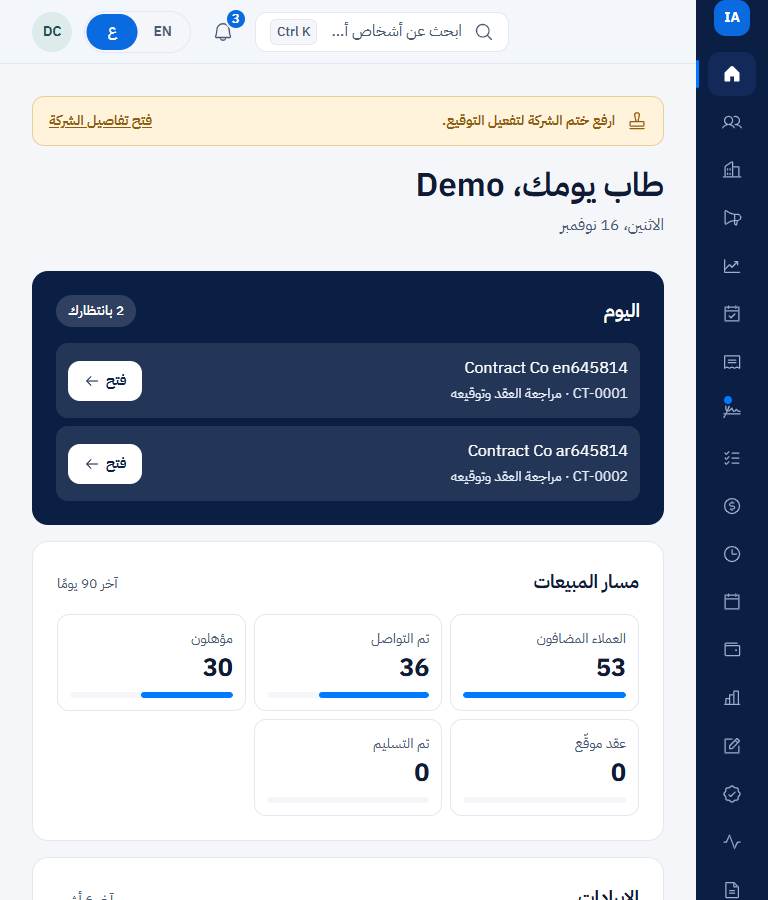 IA
ابحث عن أشخاص أ...
Ctrl K
3
EN
ع
DC
ارفع ختم الشركة لتفعيل التوقيع.
فتح تفاصيل الشركة
طاب يومك، Demo
الاثنين، 16 نوفمبر
اليوم
2 بانتظارك
Contract Co en645814
CT-0001 · مراجعة العقد وتوقيعه
فتح ←
Contract Co ar645814
CT-0002 · مراجعة العقد وتوقيعه
فتح ←
مسار المبيعات
آخر 90 يومًا
العملاء المضافون
53
تم التواصل
36
مؤهلون
30
عقد موقّع
0
تم التسليم
0
الإيرادات